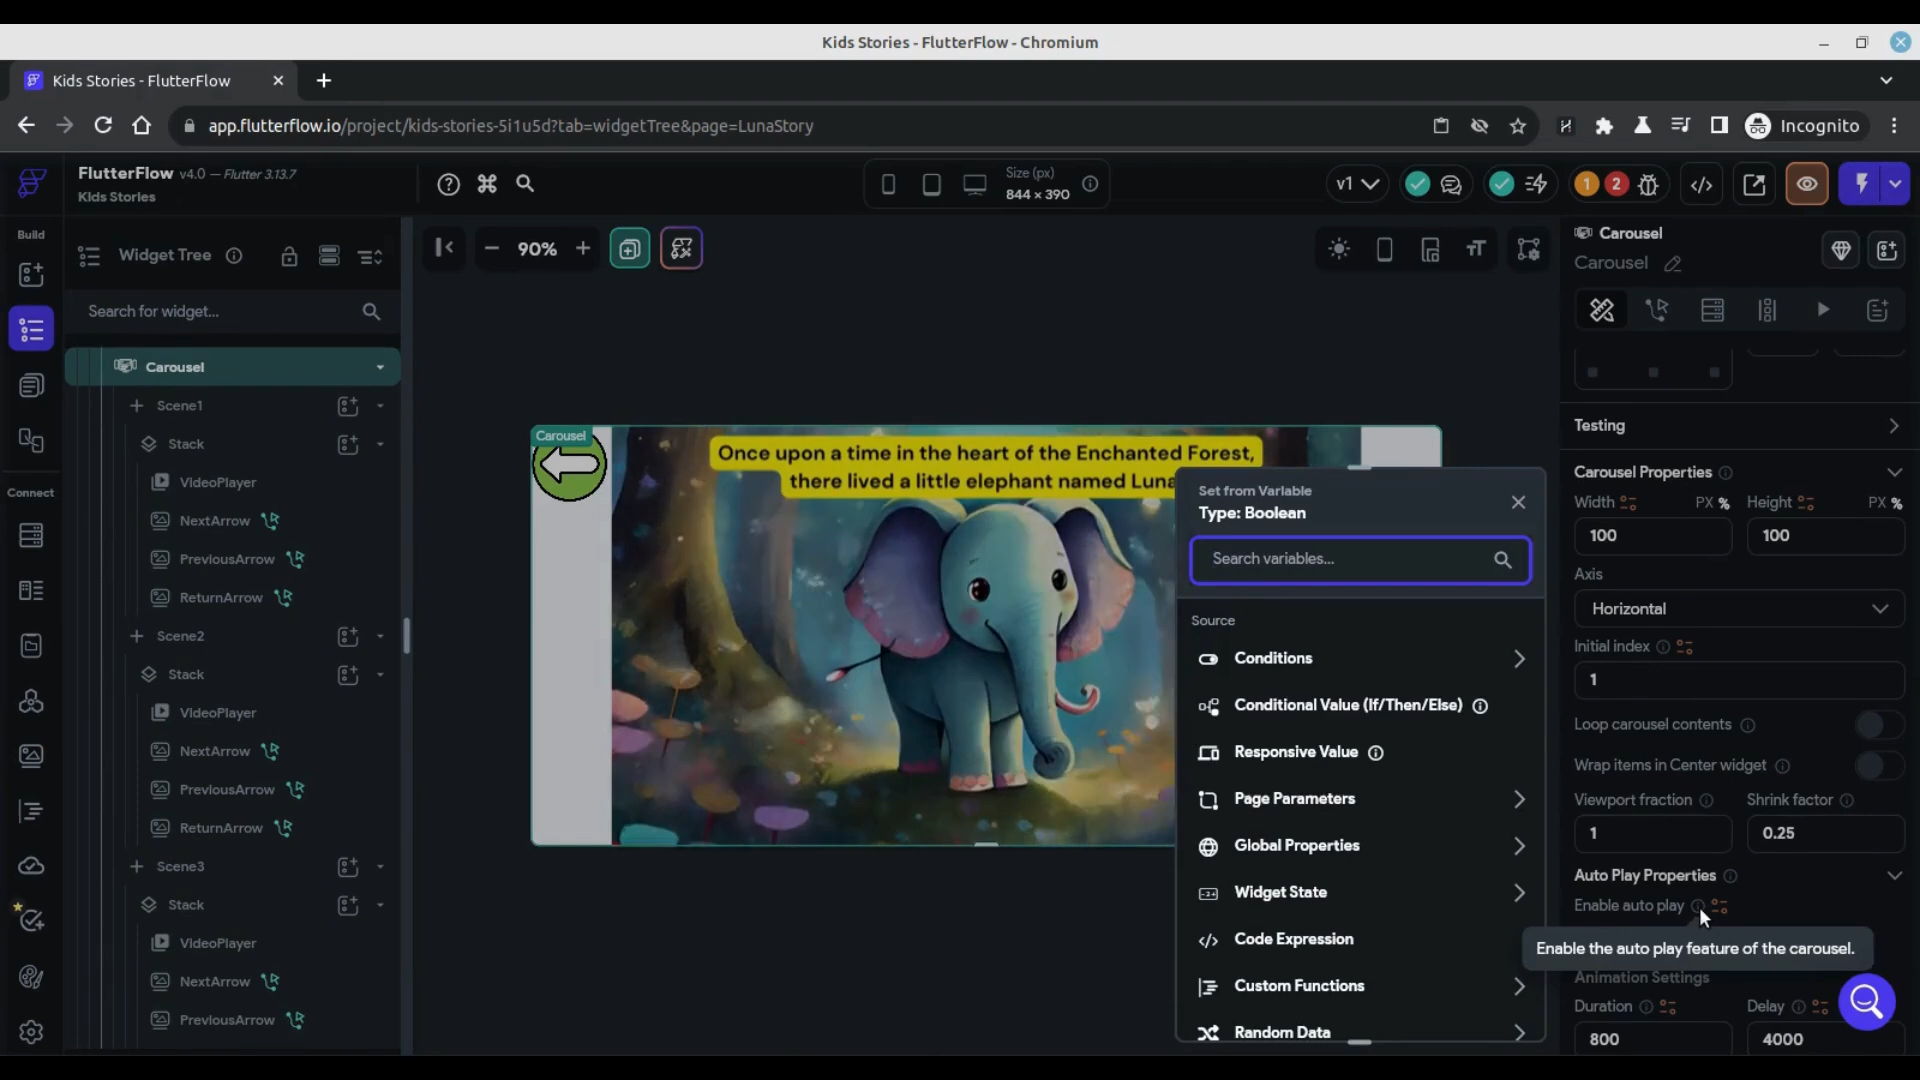 Kids Stories - FlutterFlow - Chromium
Kids Stories - FlutterFlow
app.flutterflow.io/project/kids-stories-5i1u5d?tab=widgetTree&page=LunaStory
Incognito
FlutterFlow v4.0 — Flutter 3.13.7
Kids Stories
Size (px)
844 × 390
v1
1
2
Build
Connect
Widget Tree
Search for widget...
Carousel
Scene1
Stack
VideoPlayer
NextArrow
PreviousArrow
ReturnArrow
Scene2
Stack
VideoPlayer
NextArrow
PreviousArrow
ReturnArrow
Scene3
Stack
VideoPlayer
NextArrow
PreviousArrow
90%
Carousel
Once upon a time in the heart of the Enchanted Forest,
there lived a little elephant named Luna
Set from Variable
Type: Boolean
Search variables...
Source
Conditions
Conditional Value (If/Then/Else)
Responsive Value
Page Parameters
Global Properties
Widget State
Code Expression
Custom Functions
Random Data
Carousel
Carousel
Testing
Carousel Properties
Width PX % Height PX %
100 100
Axis
Horizontal
Initial index
1
Loop carousel contents
Wrap items in Center widget
Viewport fraction Shrink factor
1 0.25
Auto Play Properties
Enable auto play
Enable the auto play feature of the carousel.
Animation Settings
Duration Delay
800 4000